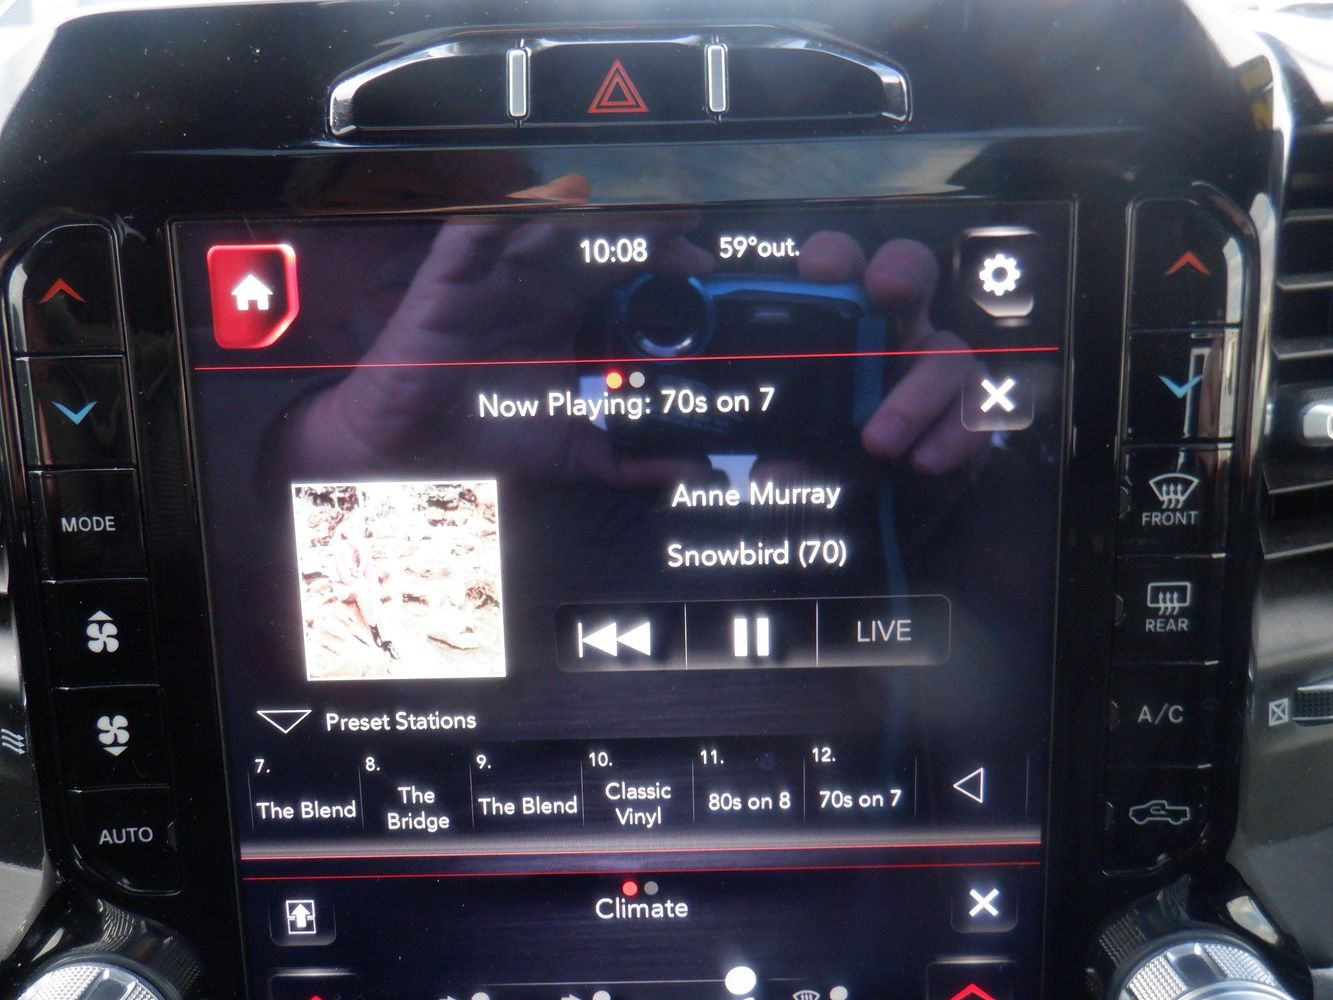 10:08 59°out.
Now Playing: 70s on 7
Anne Murray
Snowbird (70)
LIVE
Preset Stations
7. 8. 9. 10. 11. 12.
The Blend
The
Bridge
The Blend
Classic
Vinyl
80s on 8
70s on 7
Climate
MODE
AUTO
FRONT
REAR
A/C